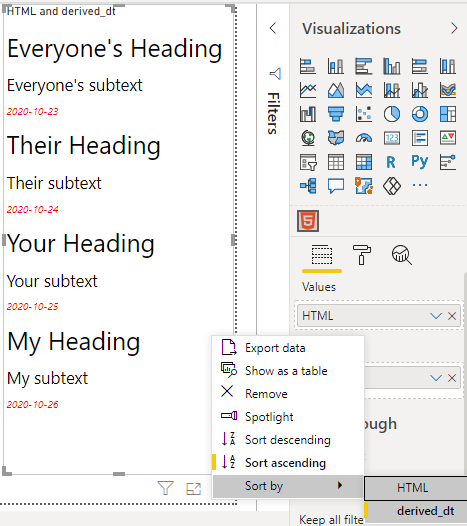 HTML and derived_dt
Everyone's Heading
Everyone's subtext
2020-10-23
Their Heading
Their subtext
2020-10-24
Your Heading
Your subtext
2020-10-25
My Heading
My subtext
2020-10-26
Filters
Visualizations
R
Py
123
Values
HTML
Export data
Show as a table
Remove
Spotlight
Sort descending
Sort ascending
Sort by
HTML
derived_dt
ough
Keep all filte